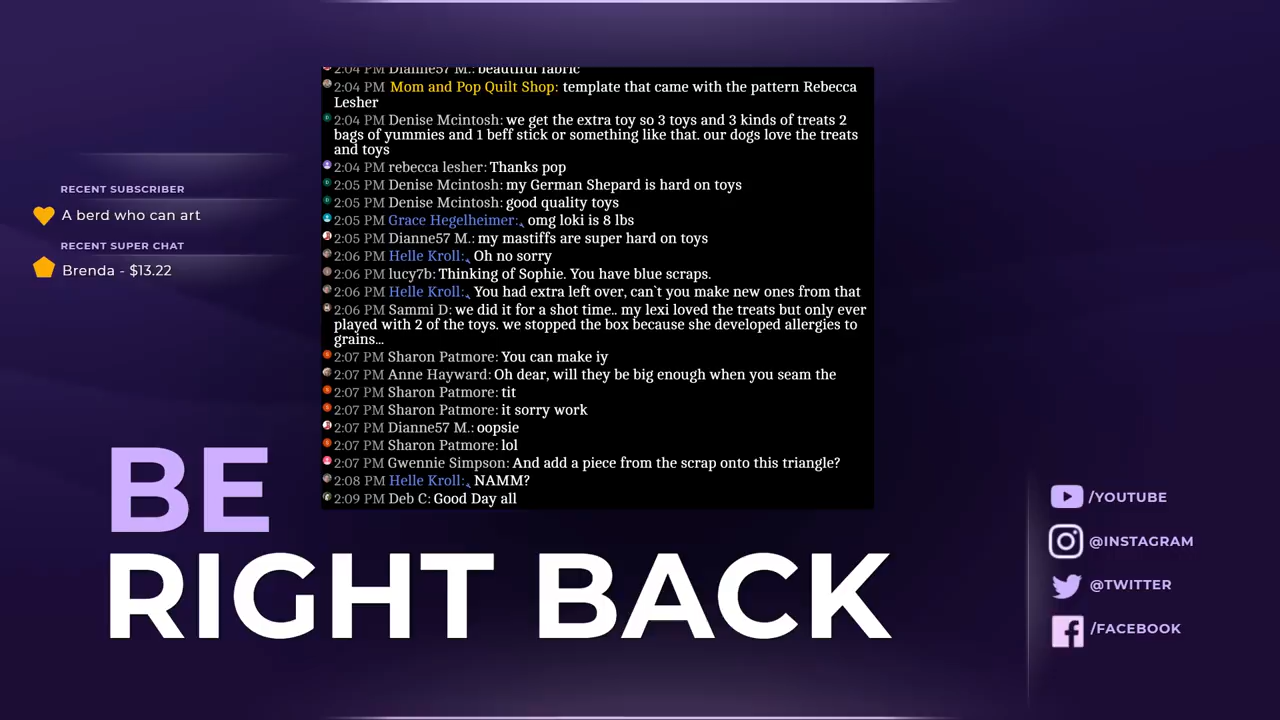 2:04 PM Dianne57 M.: beautiful fabric
2:04 PM Mom and Pop Quilt Shop: template that came with the pattern Rebecca
Lesher
2:04 PM Denise Mcintosh: we get the extra toy so 3 toys and 3 kinds of treats 2
bags of yummies and 1 beff stick or something like that. our dogs love the treats
and toys
2:04 PM rebecca lesher: Thanks pop
2:05 PM Denise Mcintosh: my German Shepard is hard on toys
2:05 PM Denise Mcintosh: good quality toys
2:05 PM Grace Hegelheimer: omg loki is 8 lbs
2:05 PM Dianne57 M.: my mastiffs are super hard on toys
2:06 PM Helle Kroll: Oh no sorry
2:06 PM lucy7b: Thinking of Sophie. You have blue scraps.
2:06 PM Helle Kroll: You had extra left over, can`t you make new ones from that
2:06 PM Sammi D: we did it for a shot time.. my lexi loved the treats but only ever
played with 2 of the toys. we stopped the box because she developed allergies to
grains...
2:07 PM Sharon Patmore: You can make iy
2:07 PM Anne Hayward: Oh dear, will they be big enough when you seam the
2:07 PM Sharon Patmore: tit
2:07 PM Sharon Patmore: it sorry work
2:07 PM Dianne57 M.: oopsie
2:07 PM Sharon Patmore: lol
2:07 PM Gwennie Simpson: And add a piece from the scrap onto this triangle?
2:08 PM Helle Kroll: NAMM?
2:09 PM Deb C: Good Day all
RECENT SUBSCRIBER
A berd who can art
RECENT SUPER CHAT
Brenda - $13.22
BE
RIGHT BACK
/YOUTUBE
@INSTAGRAM
@TWITTER
/FACEBOOK